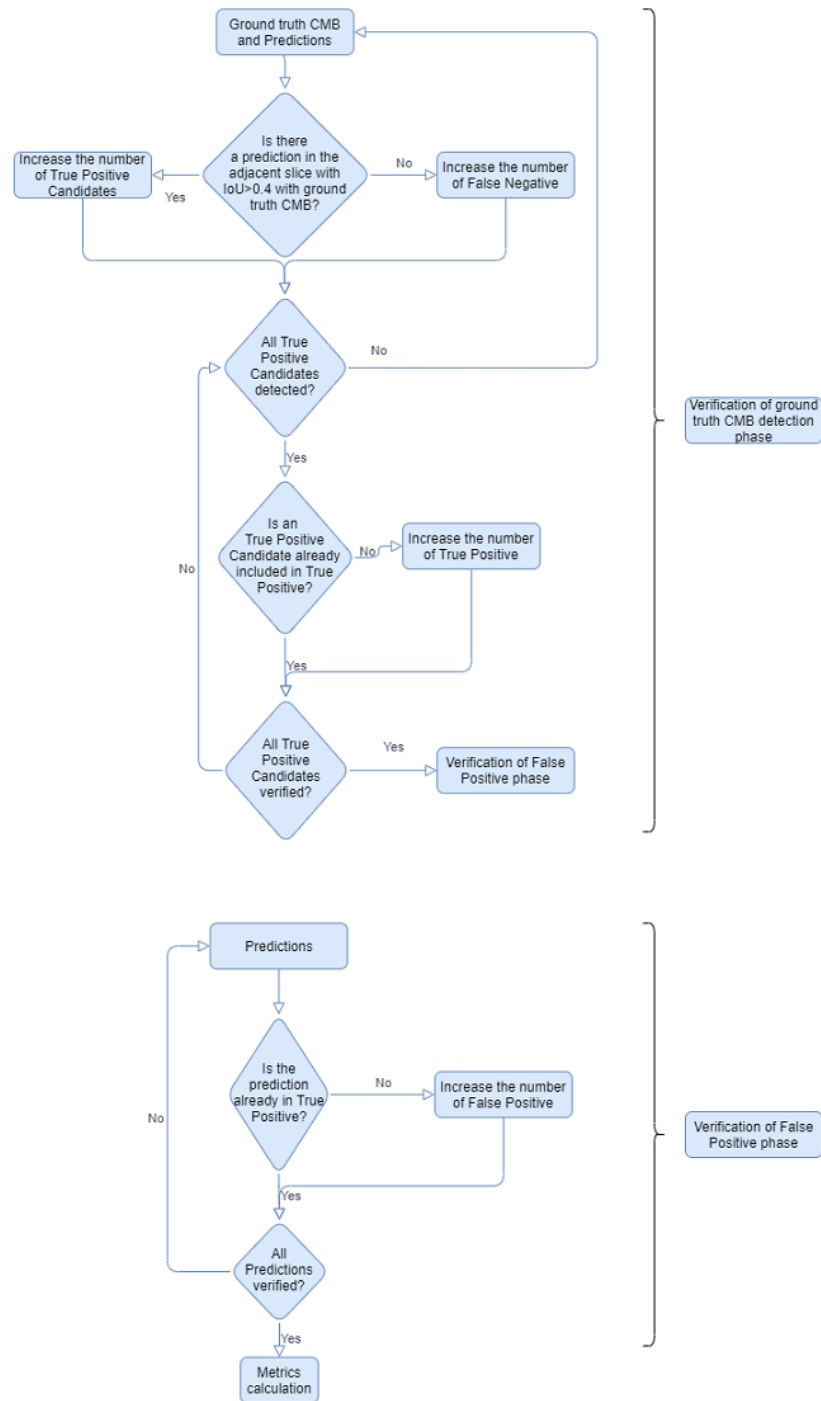 Ground truth CMB
and Predictions
Is there
a prediction in the
adjacent slice with
IoU>0.4 with ground
truth CMB?
Yes
Increase the number
of True Positive
Candidates
No
Increase the number
of False Negative
All True
Positive
Candidates
detected?
No
Yes
Verification of ground
truth CMB detection
phase
Is an
True Positive
Candidate already
included in True
Positive?
No
Increase the number
of True Positive
No
Yes
All True
Positive
Candidates
verified?
Yes
Verification of False
Positive phase
Predictions
Is the
prediction
already in True
Positive?
No
Increase the number
of False Positive
No
Verification of False
Positive phase
Yes
All
Predictions
verified?
Yes
Metrics
calculation